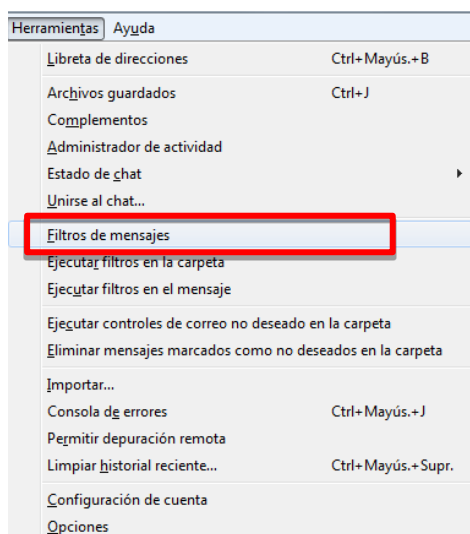 Herramientas Ayuda
Libreta de direcciones Ctrl+Mayús.+B
Archivos guardados Ctrl+J
Complementos
Administrador de actividad
Estado de chat
Unirse al chat...
Filtros de mensajes
Ejecutar filtros en la carpeta
Ejecutar filtros en el mensaje
Ejecutar controles de correo no deseado en la carpeta
Eliminar mensajes marcados como no deseados en la carpeta
Importar...
Consola de errores Ctrl+Mayús.+J
Permitir depuración remota
Limpiar historial reciente... Ctrl+Mayús.+Supr.
Configuración de cuenta
Opciones